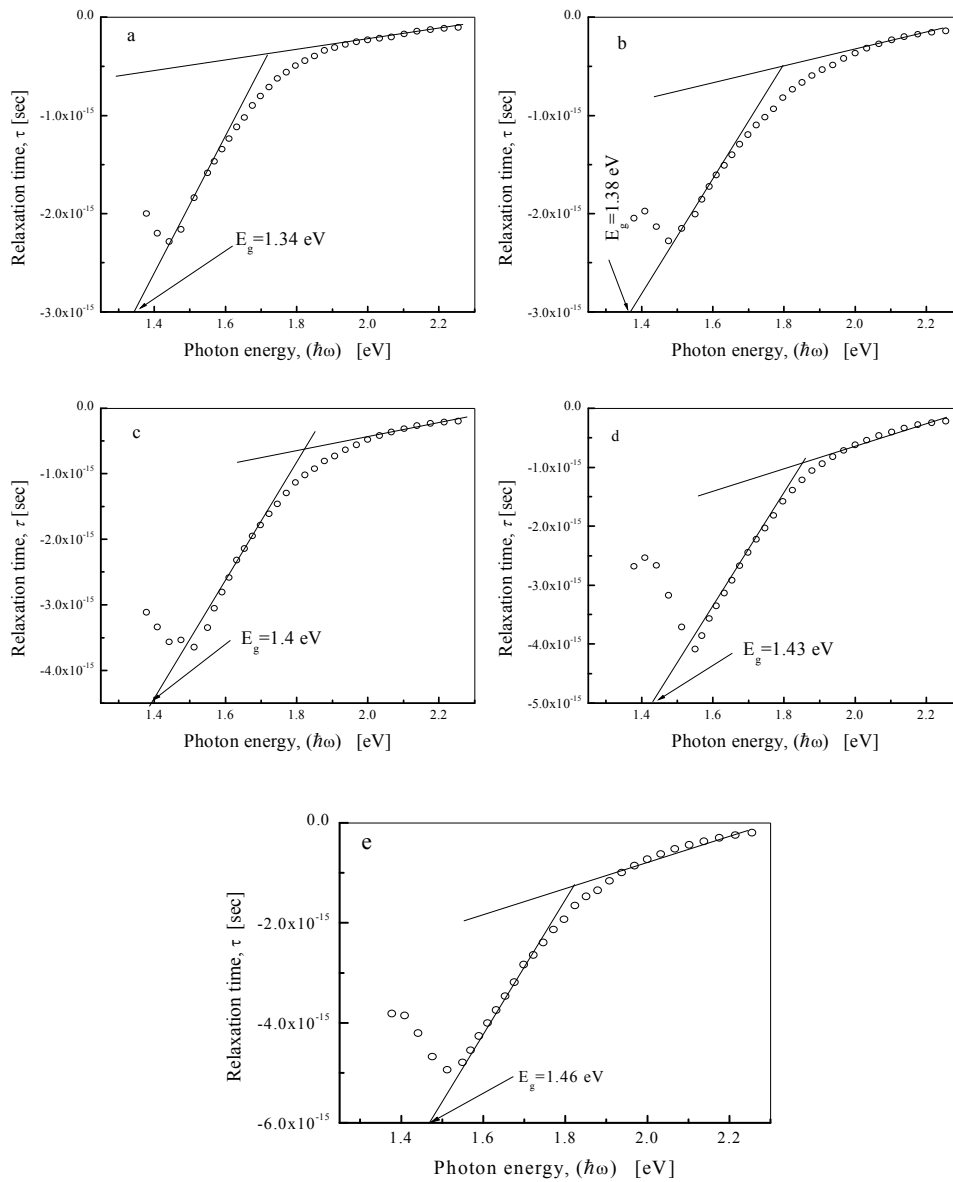 a
0.0
-1.0x10⁻¹⁵
-2.0x10⁻¹⁵
-3.0x10⁻¹⁵
Relaxation time, τ [sec]
E_g=1.34 eV
1.4 1.6 1.8 2.0 2.2
Photon energy, (ħω) [eV]
b
0.0
-1.0x10⁻¹⁵
-2.0x10⁻¹⁵
-3.0x10⁻¹⁵
Relaxation time, τ [sec]
E_g=1.38 eV
1.4 1.6 1.8 2.0 2.2
Photon energy, (ħω) [eV]
c
0.0
-1.0x10⁻¹⁵
-2.0x10⁻¹⁵
-3.0x10⁻¹⁵
-4.0x10⁻¹⁵
Relaxation time, τ [sec]
E_g=1.4 eV
1.4 1.6 1.8 2.0 2.2
Photon energy, (ħω) [eV]
d
0.0
-1.0x10⁻¹⁵
-2.0x10⁻¹⁵
-3.0x10⁻¹⁵
-4.0x10⁻¹⁵
-5.0x10⁻¹⁵
Relaxation time, τ [sec]
E_g=1.43 eV
1.4 1.6 1.8 2.0 2.2
Photon energy, (ħω) [eV]
e
0.0
-2.0x10⁻¹⁵
-4.0x10⁻¹⁵
-6.0x10⁻¹⁵
Relaxation time, τ [sec]
E_g=1.46 eV
1.4 1.6 1.8 2.0 2.2
Photon energy, (ħω) [eV]